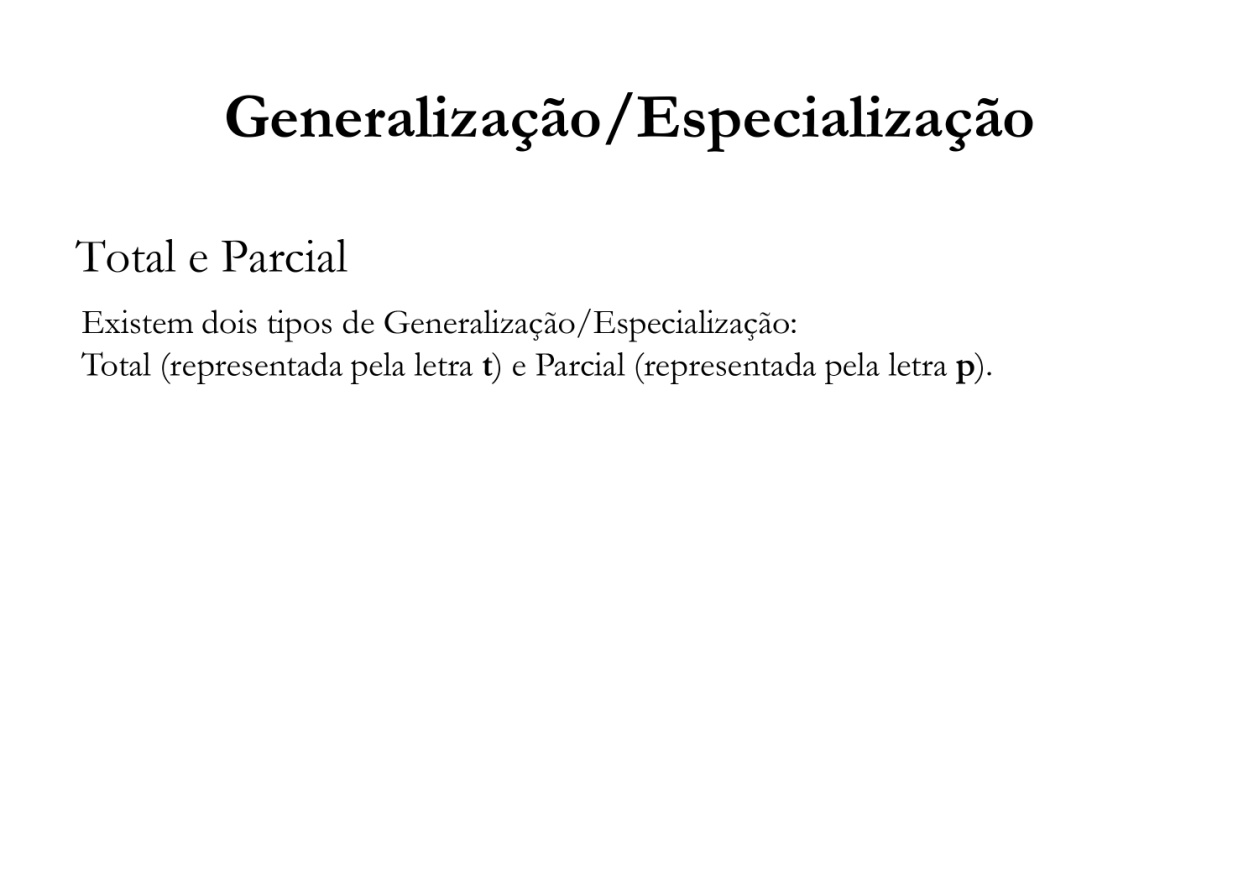 Generalização/Especialização
Total e Parcial
Existem dois tipos de Generalização/Especialização:
Total (representada pela letra t) e Parcial (representada pela letra p).